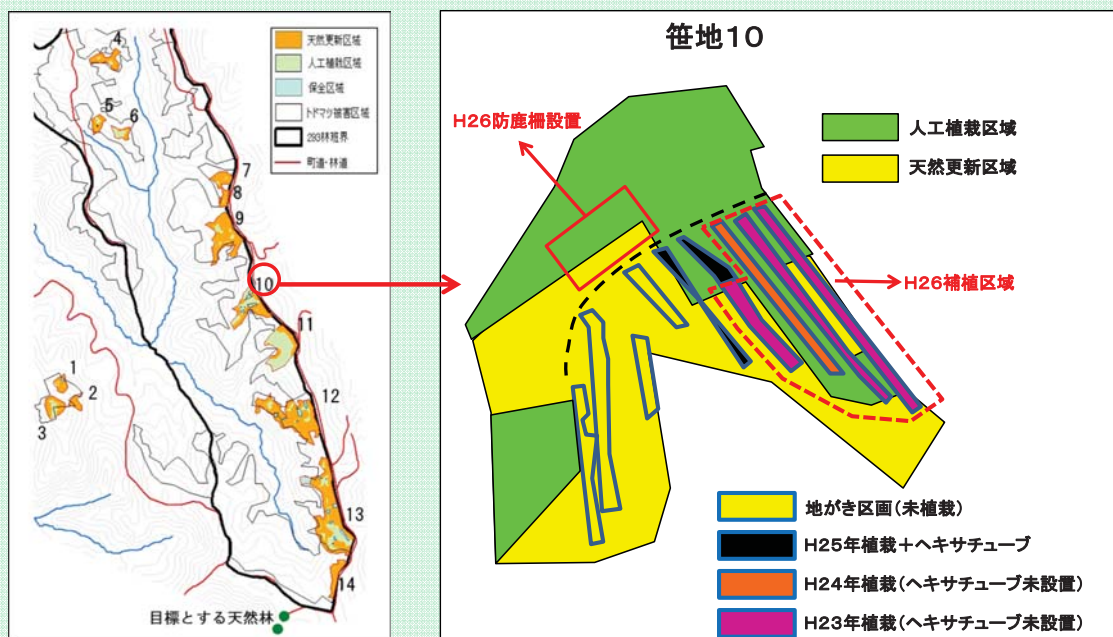 4
5
6
7
8
9
10
11
12
13
14
1
2
3
天然更新区域
人工植栽区域
保全区域
トドマツ被害区域
293林班界
町道・林道
目標とする天然林
笹地10
H26防鹿柵設置
人工植栽区域
天然更新区域
H26補植区域
地がき区画(未植栽)
H25年植栽+ヘキサチューブ
H24年植栽(ヘキサチューブ未設置)
H23年植栽(ヘキサチューブ未設置)